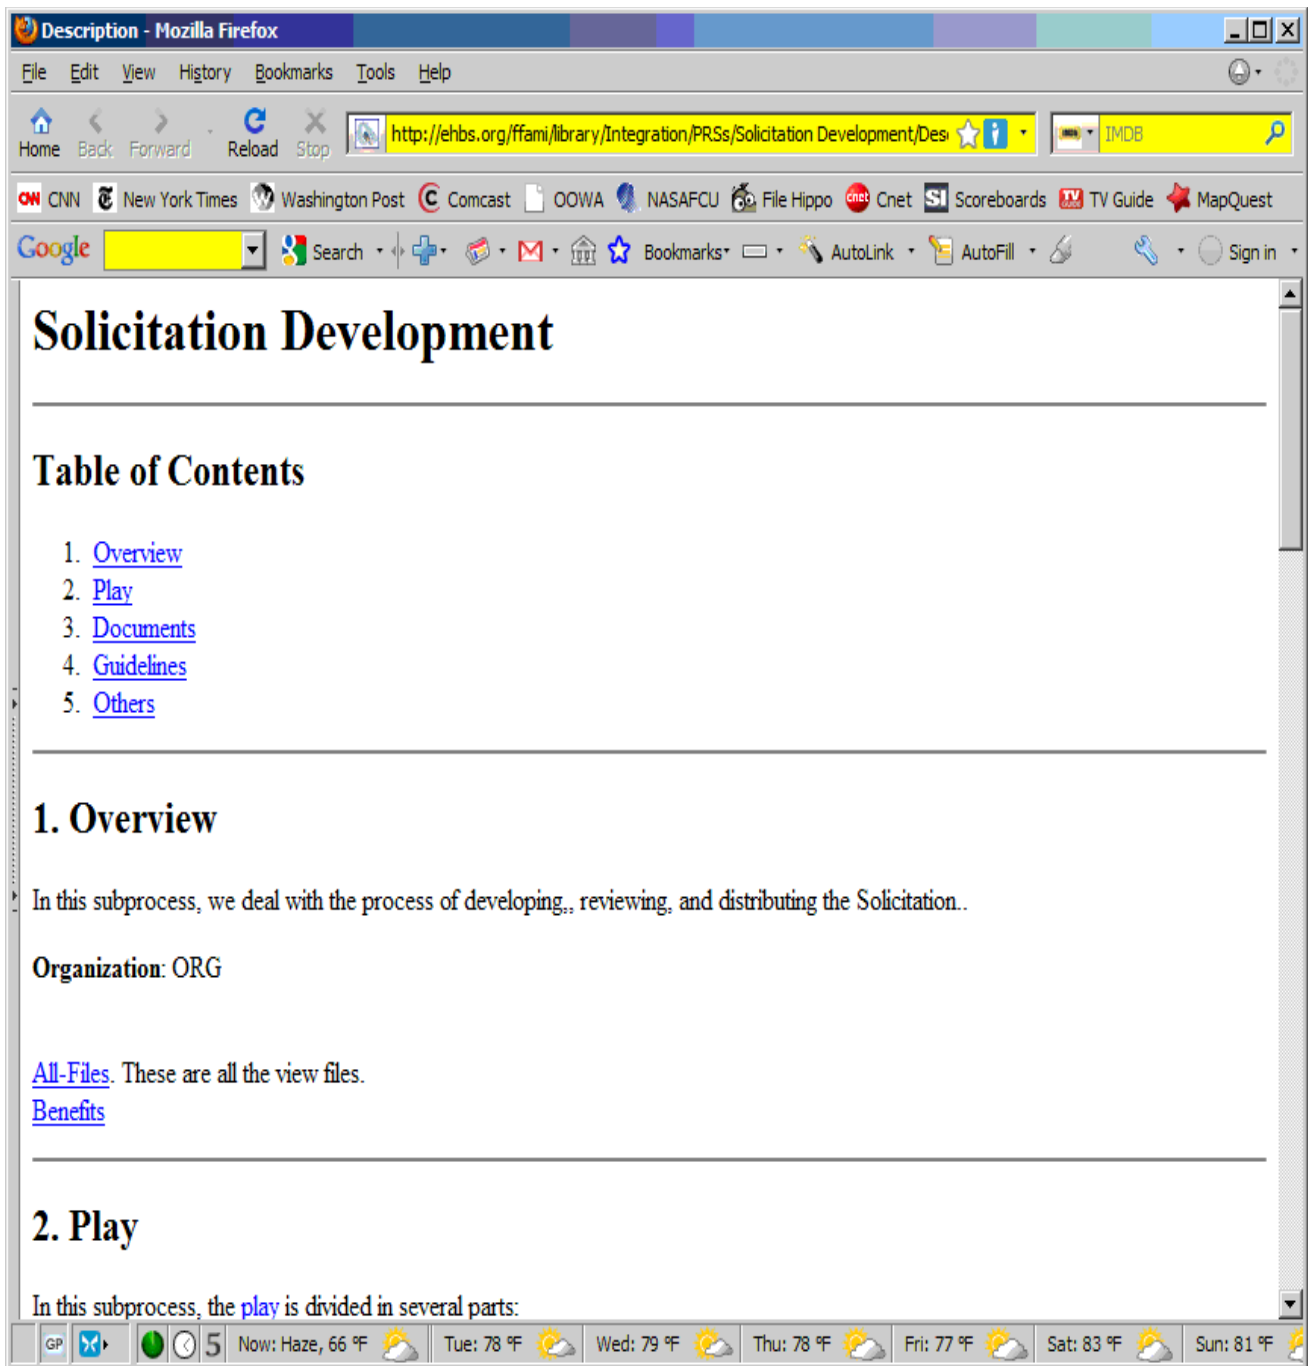 Description - Mozilla Firefox
File Edit View History Bookmarks Tools Help
Home Back Forward Reload Stop http://ehbs.org/ffami/library/Integration/PRSs/Solicitation Development/Des IMDB
CNN New York Times Washington Post Comcast OOWA NASAFCU File Hippo cnet Cnet SI Scoreboards TV Guide MapQuest
Google Search Bookmarks AutoLink AutoFill Sign in
Solicitation Development
Table of Contents
1. Overview
2. Play
3. Documents
4. Guidelines
5. Others
1. Overview
In this subprocess, we deal with the process of developing,, reviewing, and distributing the Solicitation..
Organization: ORG
All-Files. These are all the view files.
Benefits
2. Play
In this subprocess, the play is divided in several parts:
GP 5 Now: Haze, 66 °F Tue: 78 °F Wed: 79 °F Thu: 78 °F Fri: 77 °F Sat: 83 °F Sun: 81 °F